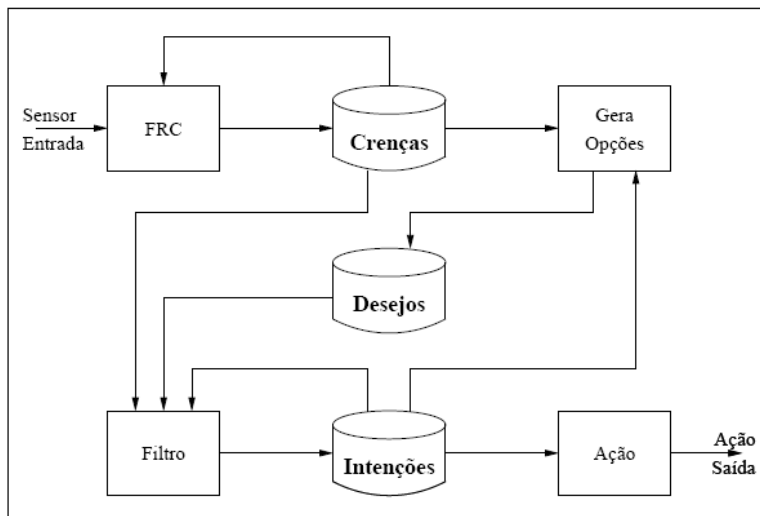 Sensor
Entrada
FRC
Crenças
Gera
Opções
Desejos
Filtro
Intenções
Ação
Ação
Saída